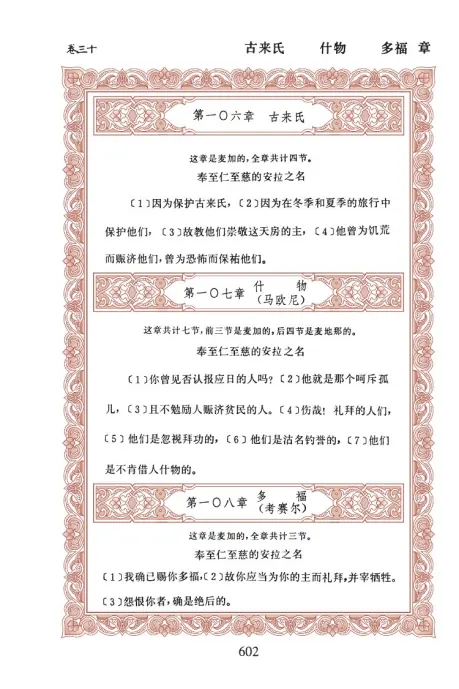 卷三十
古来氏 什物 多福 章
第一〇六章 古来氏
这章是麦加的，全章共计四节。
奉至仁至慈的安拉之名
〔1〕因为保护古来氏，〔2〕因为在冬季和夏季的旅行中
保护他们，〔3〕故教他们崇敬这天房的主，〔4〕他曾为饥荒
而赈济他们，曾为恐怖而保祐他们。
第一〇七章 什物
（马欧尼）
这章共计七节，前三节是麦加的，后四节是麦地那的。
奉至仁至慈的安拉之名
〔1〕你曾见否认报应日的人吗？〔2〕他就是那个呵斥孤
儿，〔3〕且不勉励人赈济贫民的人。〔4〕伤哉！礼拜的人们，
〔5〕他们是忽视拜功的，〔6〕他们是沽名钓誉的，〔7〕他们
是不肯借人什物的。
第一〇八章 多福
（考赛尔）
这章是麦加的，全章共计三节。
奉至仁至慈的安拉之名
〔1〕我确已赐你多福，〔2〕故你应当为你的主而礼拜，并宰牺牲。
〔3〕怨恨你者，确是绝后的。
602